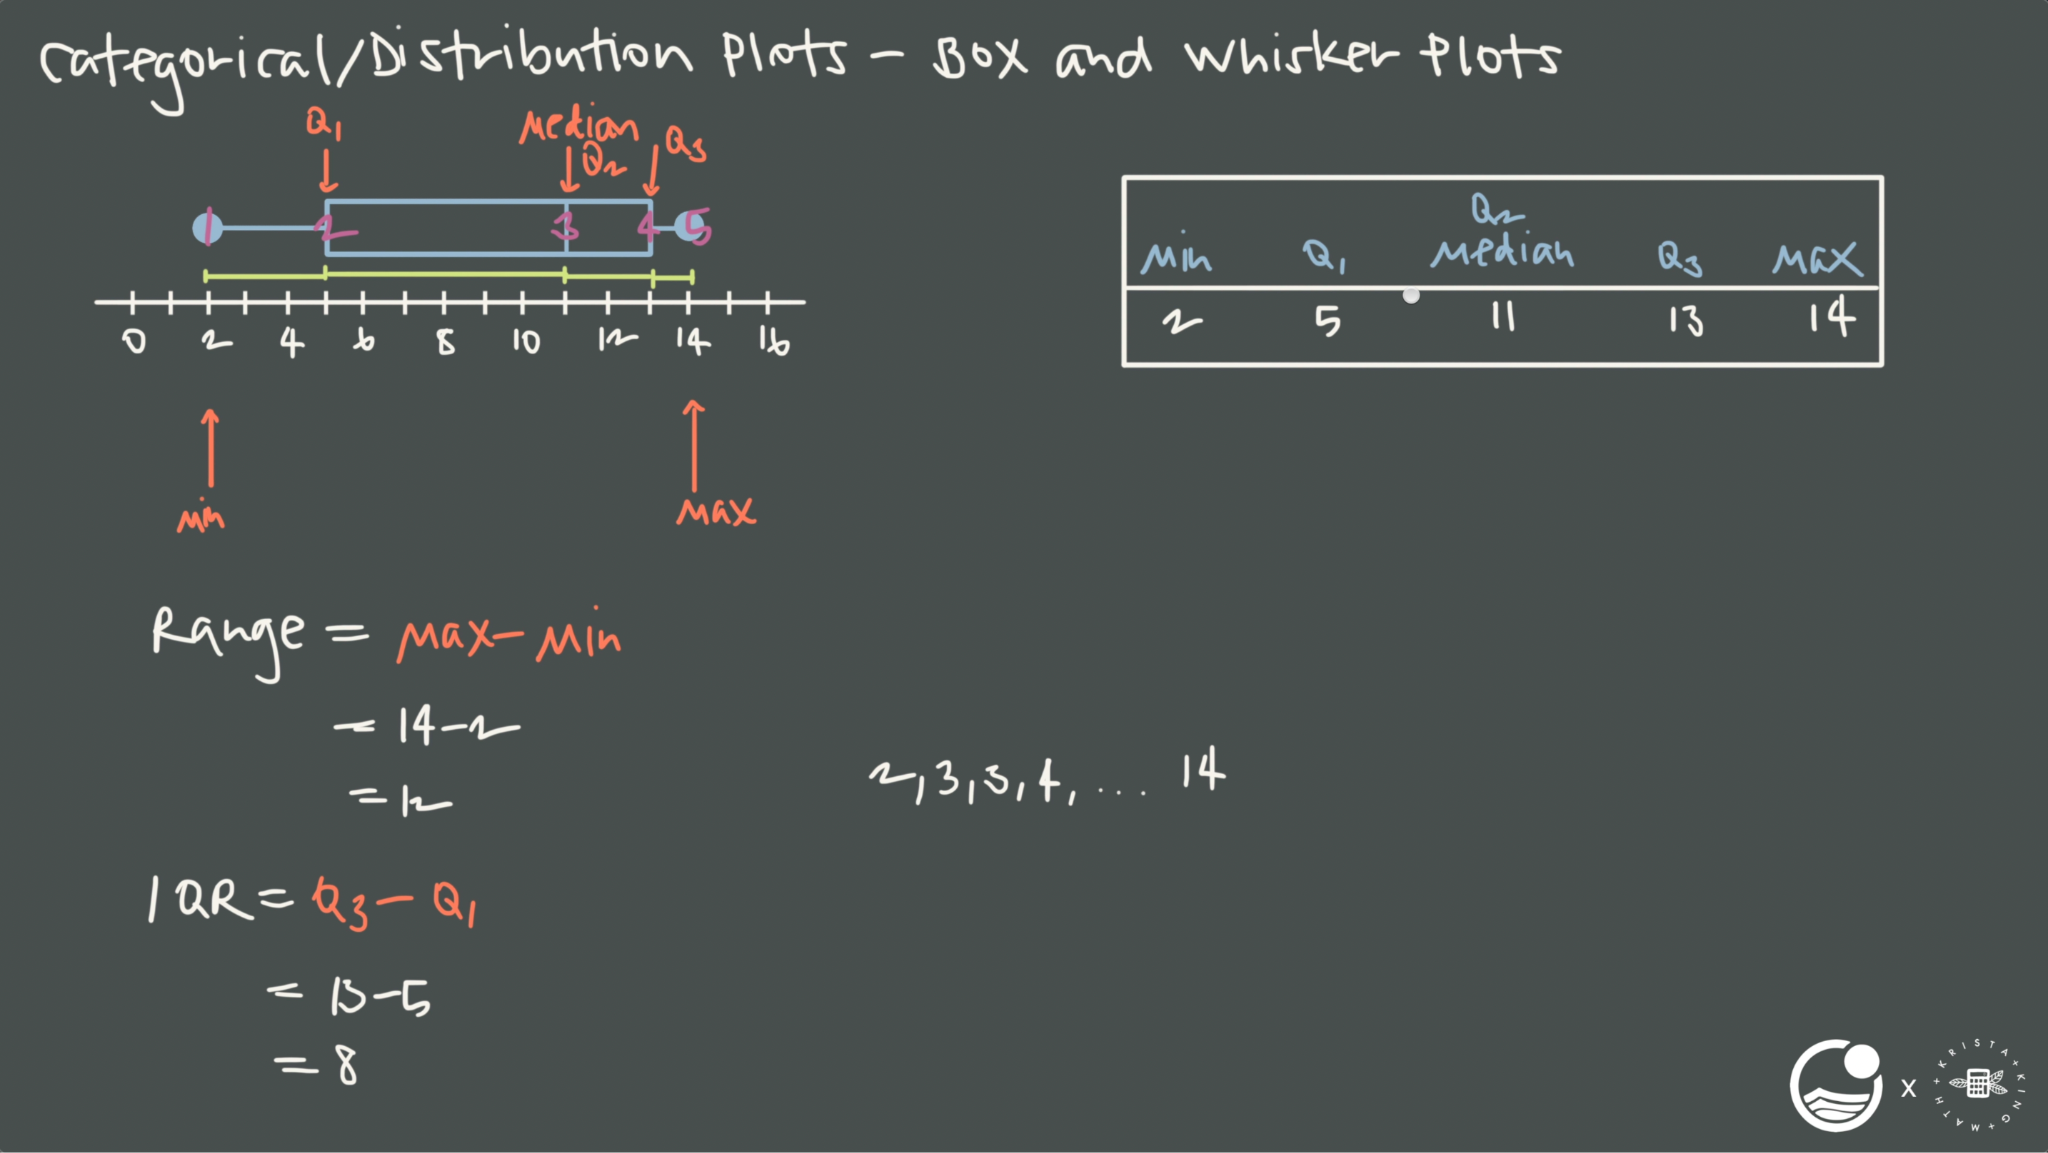 Categorical/Distribution Plots - Box and Whisker Plots
Q1
Median
Q2
Q3
1 2 3 4 5
0 2 4 6 8 10 12 14 16
Min
Max
Q2
Min Q1 Median Q3 Max
2 5 11 13 14
Range = Max - Min
= 14 - 2
= 12
2, 3, 3, 4, ... 14
IQR = Q3 - Q1
= 13 - 5
= 8
X
KRISTA + KING + MATH +